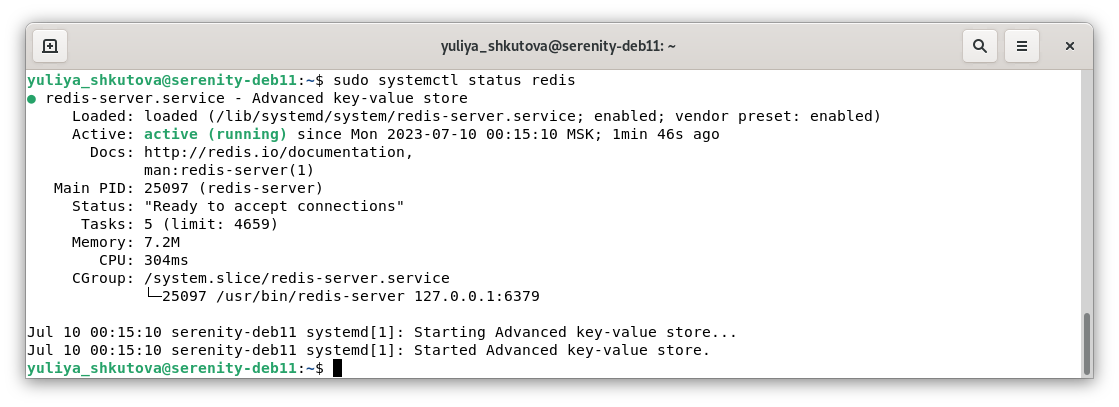 yuliya_shkutova@serenity-deb11: ~
yuliya_shkutova@serenity-deb11:~$ sudo systemctl status redis
● redis-server.service - Advanced key-value store
     Loaded: loaded (/lib/systemd/system/redis-server.service; enabled; vendor preset: enabled)
     Active: active (running) since Mon 2023-07-10 00:15:10 MSK; 1min 46s ago
       Docs: http://redis.io/documentation,
             man:redis-server(1)
   Main PID: 25097 (redis-server)
     Status: "Ready to accept connections"
      Tasks: 5 (limit: 4659)
     Memory: 7.2M
        CPU: 304ms
     CGroup: /system.slice/redis-server.service
             └─25097 /usr/bin/redis-server 127.0.0.1:6379
Jul 10 00:15:10 serenity-deb11 systemd[1]: Starting Advanced key-value store...
Jul 10 00:15:10 serenity-deb11 systemd[1]: Started Advanced key-value store.
yuliya_shkutova@serenity-deb11:~$